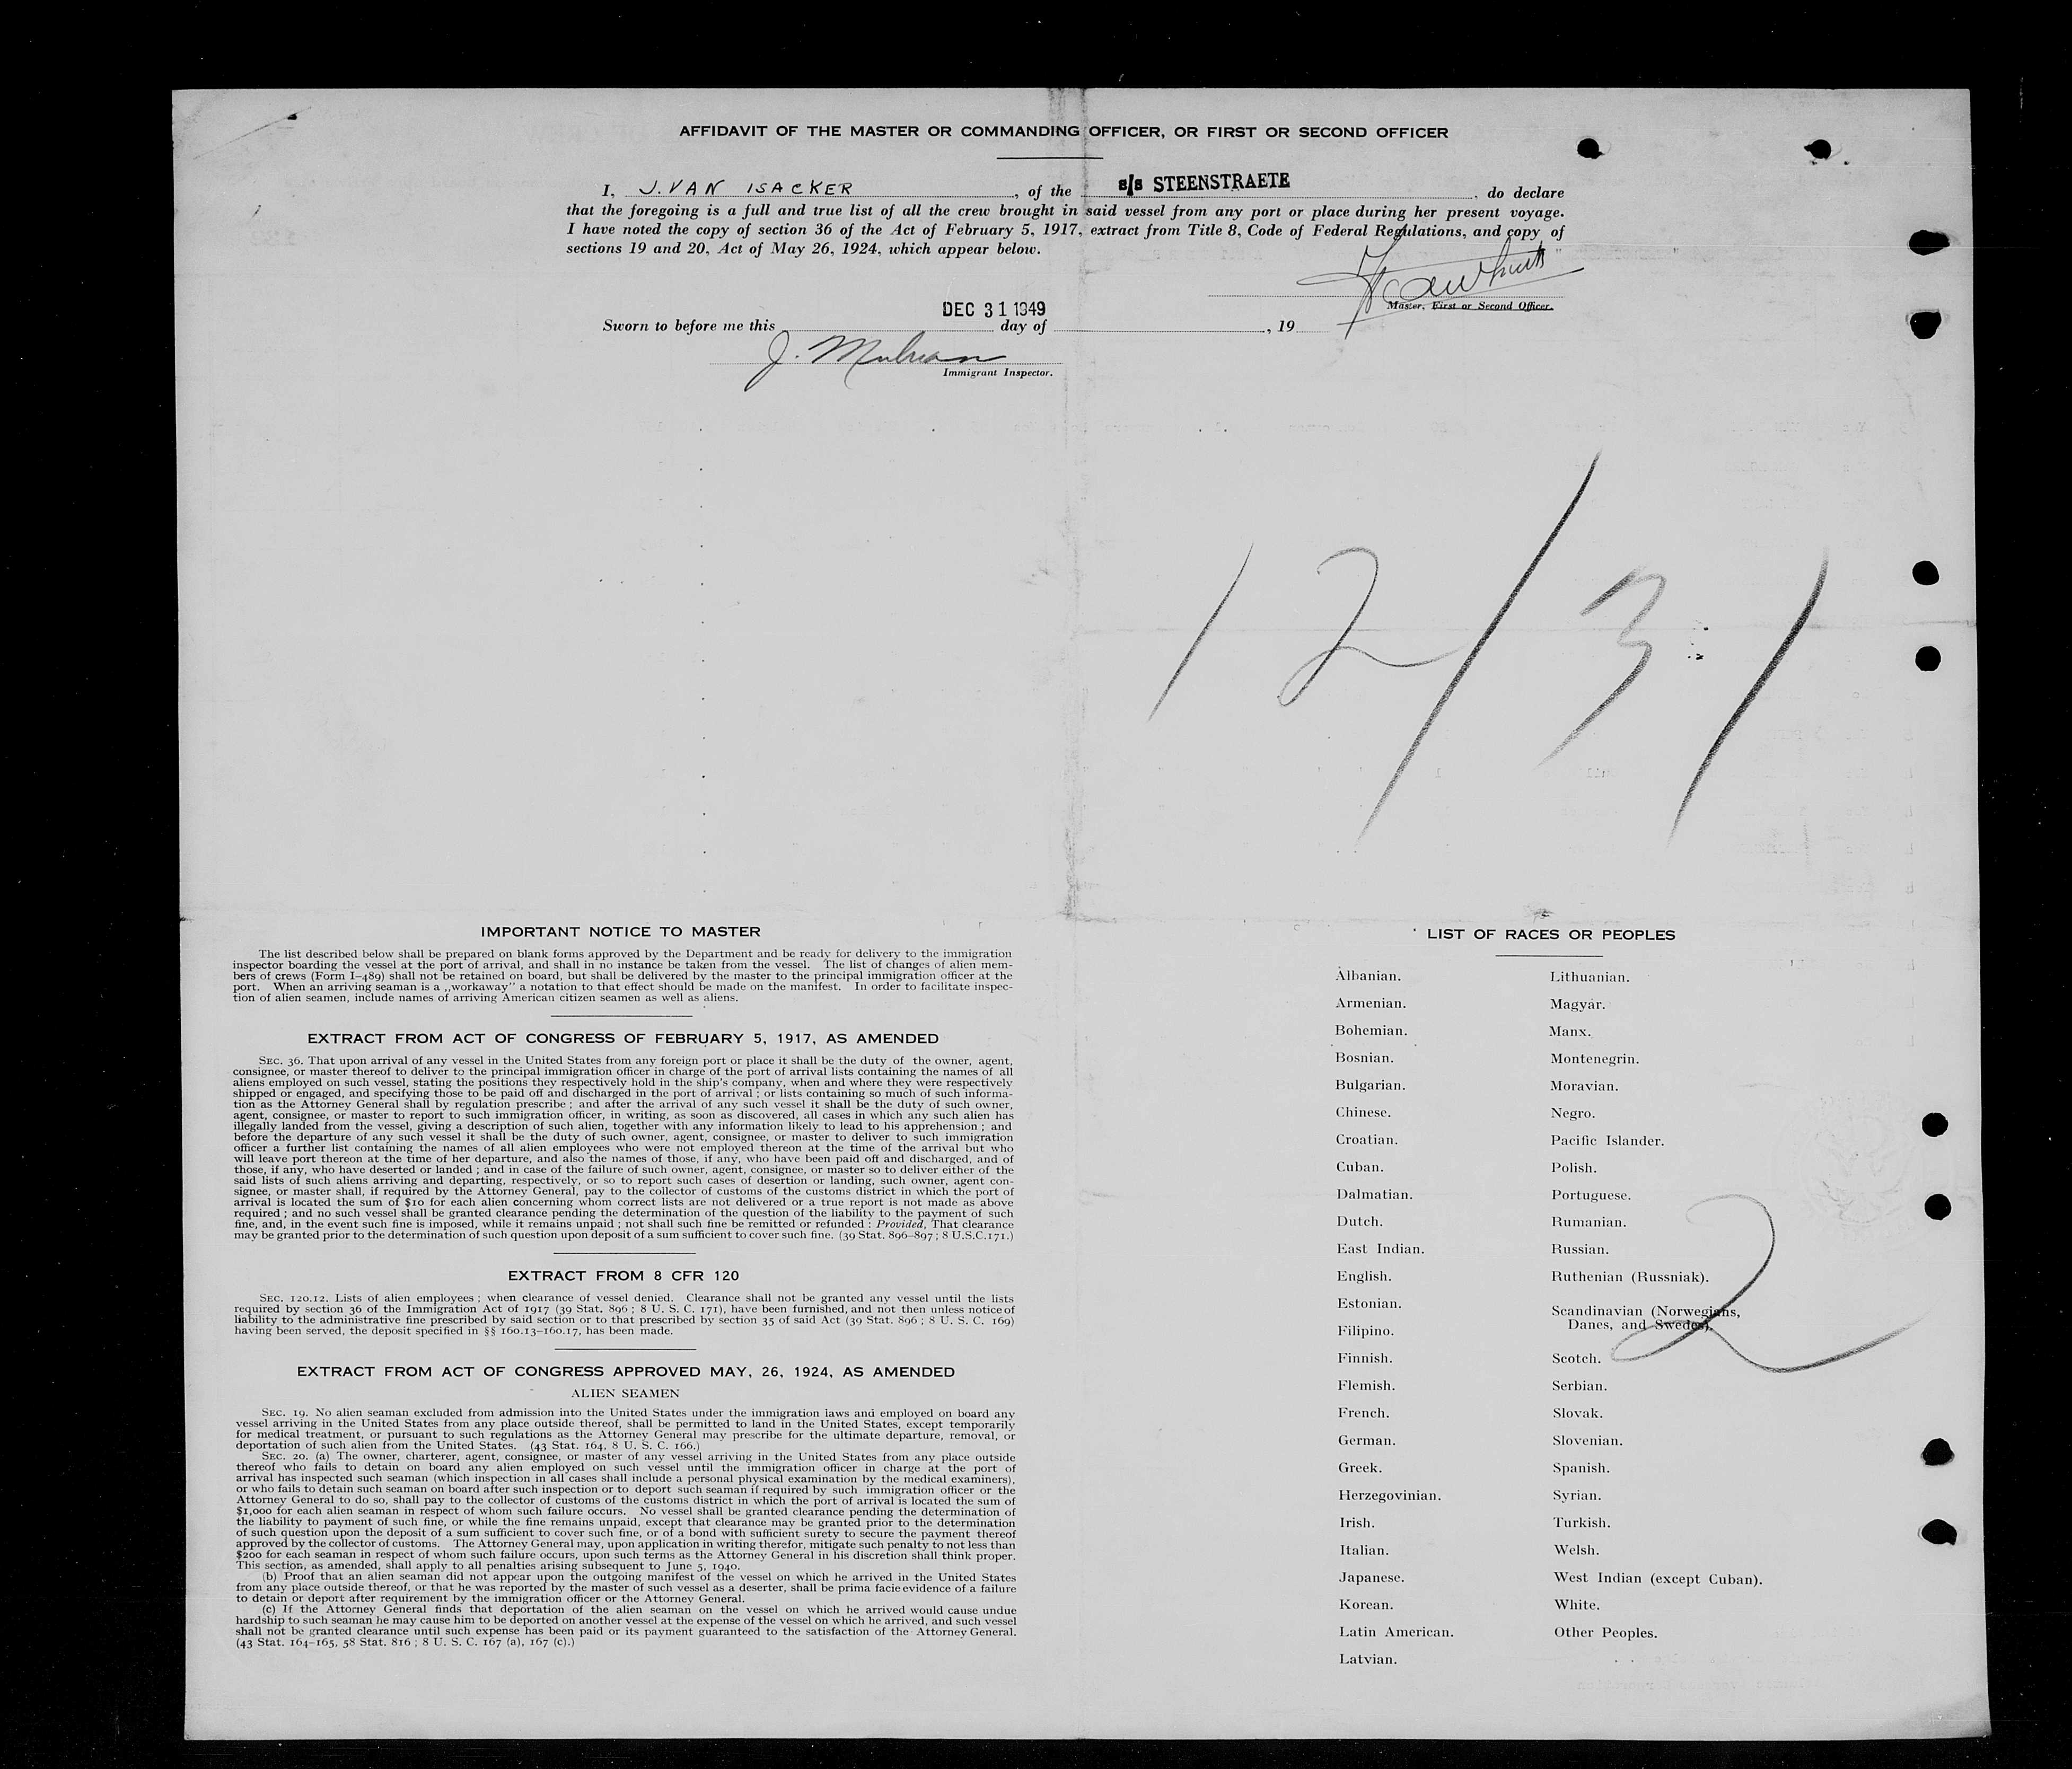 AFFIDAVIT OF THE MASTER OR COMMANDING OFFICER, OR FIRST OR SECOND OFFICER
I, J. VAN ISACKER, of the s/s STEENSTRAETE, do declare
that the foregoing is a full and true list of all the crew brought in said vessel from any port or place during her present voyage.
I have noted the copy of section 36 of the Act of February 5, 1917, extract from Title 8, Code of Federal Regulations, and copy of
sections 19 and 20, Act of May 26, 1924, which appear below.
Master, First or Second Officer.
DEC 31 1949
Sworn to before me this day of , 19
J.
Immigrant Inspector.
12/31
IMPORTANT NOTICE TO MASTER
The list described below shall be prepared on blank forms approved by the Department and be ready for delivery to the immigration
inspector boarding the vessel at the port of arrival, and shall in no instance be taken from the vessel. The list of changes of alien mem-
bers of crews (Form I-489) shall not be retained on board, but shall be delivered by the master to the principal immigration officer at the
port. When an arriving seaman is a ,,workaway" a notation to that effect should be made on the manifest. In order to facilitate inspec-
tion of alien seamen, include names of arriving American citizen seamen as well as aliens.
EXTRACT FROM ACT OF CONGRESS OF FEBRUARY 5, 1917, AS AMENDED
SEC. 36. That upon arrival of any vessel in the United States from any foreign port or place it shall be the duty of the owner, agent,
consignee, or master thereof to deliver to the principal immigration officer in charge of the port of arrival lists containing the names of all
aliens employed on such vessel, stating the positions they respectively hold in the ship's company, when and where they were respectively
shipped or engaged, and specifying those to be paid off and discharged in the port of arrival ; or lists containing so much of such informa-
tion as the Attorney General shall by regulation prescribe ; and after the arrival of any such vessel it shall be the duty of such owner,
agent, consignee, or master to report to such immigration officer, in writing, as soon as discovered, all cases in which any such alien has
illegally landed from the vessel, giving a description of such alien, together with any information likely to lead to his apprehension ; and
before the departure of any such vessel it shall be the duty of such owner, agent, consignee, or master to deliver to such immigration
officer a further list containing the names of all alien employees who were not employed thereon at the time of the arrival but who
will leave port thereon at the time of her departure, and also the names of those, if any, who have been paid off and discharged, and of
those, if any, who have deserted or landed ; and in case of the failure of such owner, agent, consignee, or master so to deliver either of the
said lists of such aliens arriving and departing, respectively, or so to report such cases of desertion or landing, such owner, agent con-
signee, or master shall, if required by the Attorney General, pay to the collector of customs of the customs district in which the port of
arrival is located the sum of $10 for each alien concerning whom correct lists are not delivered or a true report is not made as above
required ; and no such vessel shall be granted clearance pending the determination of the question of the liability to the payment of such
fine, and, in the event such fine is imposed, while it remains unpaid ; not shall such fine be remitted or refunded : Provided, That clearance
may be granted prior to the determination of such question upon deposit of a sum sufficient to cover such fine. (39 Stat. 896-897 ; 8 U.S.C.171.)
EXTRACT FROM 8 CFR 120
SEC. 120.12. Lists of alien employees ; when clearance of vessel denied. Clearance shall not be granted any vessel until the lists
required by section 36 of the Immigration Act of 1917 (39 Stat. 896 ; 8 U. S. C. 171), have been furnished, and not then unless notice of
liability to the administrative fine prescribed by said section or to that prescribed by section 35 of said Act (39 Stat. 896 ; 8 U. S. C. 169)
having been served, the deposit specified in §§ 160.13-160.17, has been made.
EXTRACT FROM ACT OF CONGRESS APPROVED MAY, 26, 1924, AS AMENDED
ALIEN SEAMEN
SEC. 19. No alien seaman excluded from admission into the United States under the immigration laws and employed on board any
vessel arriving in the United States from any place outside thereof, shall be permitted to land in the United States, except temporarily
for medical treatment, or pursuant to such regulations as the Attorney General may prescribe for the ultimate departure, removal, or
deportation of such alien from the United States. (43 Stat. 164, 8 U. S. C. 166.)
SEC. 20. (a) The owner, charterer, agent, consignee, or master of any vessel arriving in the United States from any place outside
thereof who fails to detain on board any alien employed on such vessel until the immigration officer in charge at the port of
arrival has inspected such seaman (which inspection in all cases shall include a personal physical examination by the medical examiners),
or who fails to detain such seaman on board after such inspection or to deport such seaman if required by such immigration officer or the
Attorney General to do so, shall pay to the collector of customs of the customs district in which the port of arrival is located the sum of
$1,000 for each alien seaman in respect of whom such failure occurs. No vessel shall be granted clearance pending the determination of
the liability to payment of such fine, or while the fine remains unpaid, except that clearance may be granted prior to the determination
of such question upon the deposit of a sum sufficient to cover such fine, or of a bond with sufficient surety to secure the payment thereof
approved by the collector of customs. The Attorney General may, upon application in writing therefor, mitigate such penalty to not less than
$200 for each seaman in respect of whom such failure occurs, upon such terms as the Attorney General in his discretion shall think proper.
This section, as amended, shall apply to all penalties arising subsequent to June 5, 1940.
(b) Proof that an alien seaman did not appear upon the outgoing manifest of the vessel on which he arrived in the United States
from any place outside thereof, or that he was reported by the master of such vessel as a deserter, shall be prima facie evidence of a failure
to detain or deport after requirement by the immigration officer or the Attorney General.
(c) If the Attorney General finds that deportation of the alien seaman on the vessel on which he arrived would cause undue
hardship to such seaman he may cause him to be deported on another vessel at the expense of the vessel on which he arrived, and such vessel
shall not be granted clearance until such expense has been paid or its payment guaranteed to the satisfaction of the Attorney General.
(43 Stat. 164-165, 58 Stat. 816 ; 8 U. S. C. 167 (a), 167 (c).)
LIST OF RACES OR PEOPLES
Albanian.
Armenian.
Bohemian.
Bosnian.
Bulgarian.
Chinese.
Croatian.
Cuban.
Dalmatian.
Dutch.
East Indian.
English.
Estonian.
Filipino.
Finnish.
Flemish.
French.
German.
Greek.
Herzegovinian.
Irish.
Italian.
Japanese.
Korean.
Latin American.
Latvian.
Lithuanian.
Magyar.
Manx.
Montenegrin.
Moravian.
Negro.
Pacific Islander.
Polish.
Portuguese.
Rumanian.
Russian.
Ruthenian (Russniak).
Scandinavian (Norwegians,
Danes, and Swedes).
Scotch.
Serbian.
Slovak.
Slovenian.
Spanish.
Syrian.
Turkish.
Welsh.
West Indian (except Cuban).
White.
Other Peoples.
2